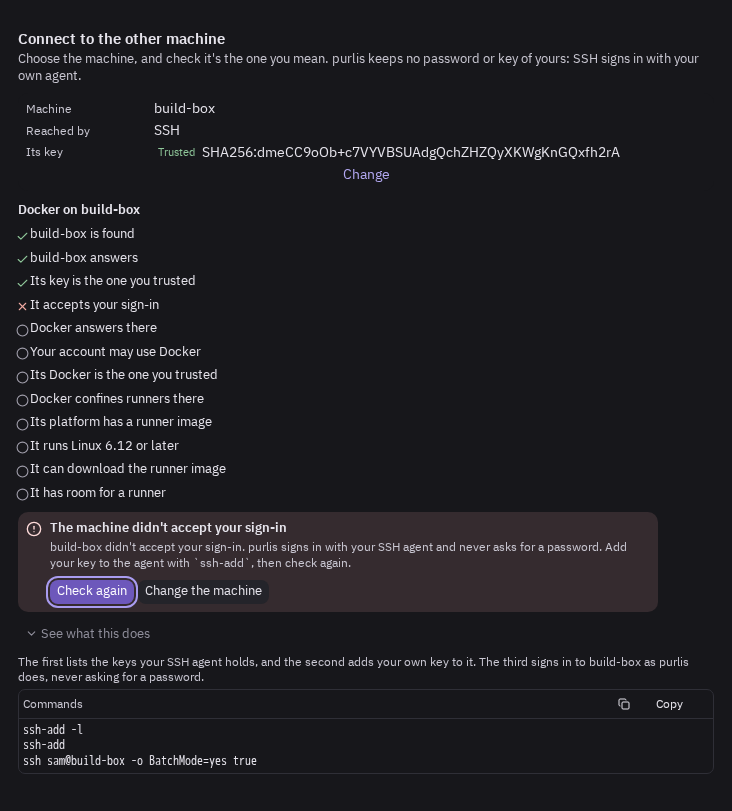 Connect to the other machine
Choose the machine, and check it's the one you mean. purlis keeps no password or key of yours: SSH signs in with your
own agent.
Machine build-box
Reached by SSH
Its key Trusted SHA256:dmeCC9oOb+c7VYVBSUAdgQchZHZQyXKWgKnGQxfh2rA
Change
Docker on build-box
build-box is found
build-box answers
Its key is the one you trusted
It accepts your sign-in
Docker answers there
Your account may use Docker
Its Docker is the one you trusted
Docker confines runners there
Its platform has a runner image
It runs Linux 6.12 or later
It can download the runner image
It has room for a runner
The machine didn't accept your sign-in
build-box didn't accept your sign-in. purlis signs in with your SSH agent and never asks for a password. Add
your key to the agent with `ssh-add`, then check again.
Check again Change the machine
See what this does
The first lists the keys your SSH agent holds, and the second adds your own key to it. The third signs in to build-box as purlis
does, never asking for a password.
Commands Copy
ssh-add -l
ssh-add
ssh sam@build-box -o BatchMode=yes true